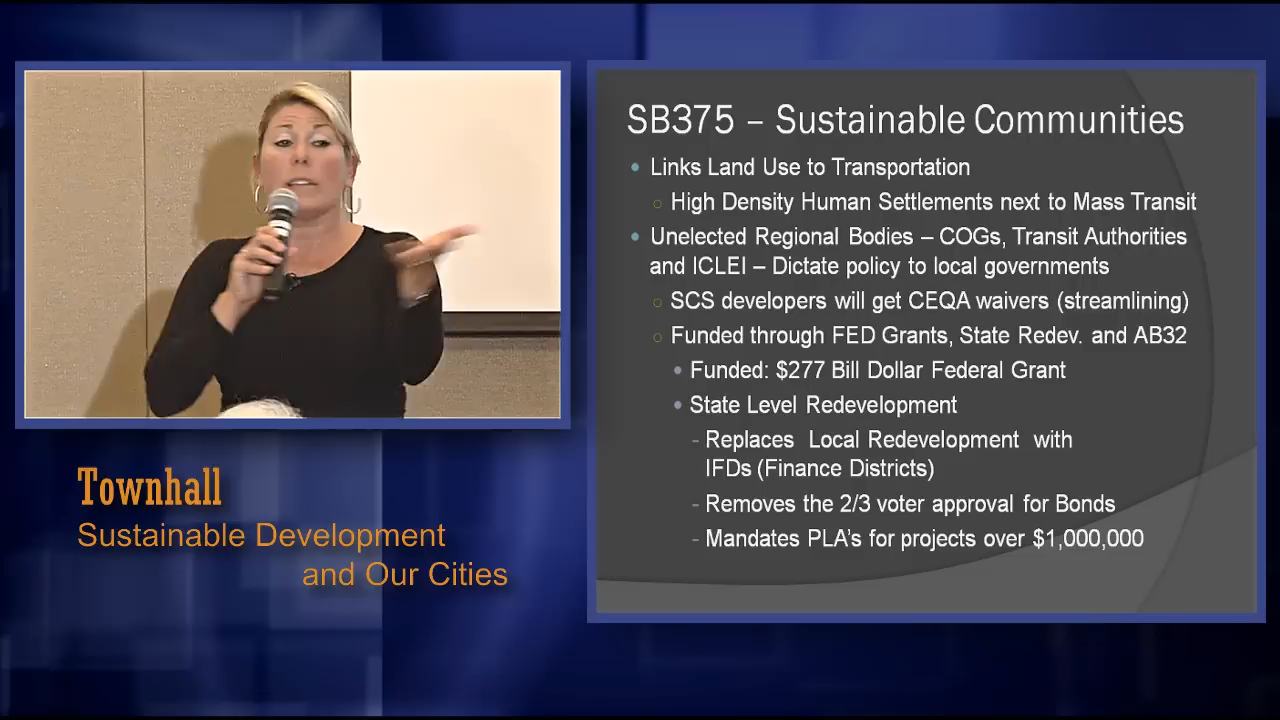 SB375 – Sustainable Communities
• Links Land Use to Transportation
○ High Density Human Settlements next to Mass Transit
• Unelected Regional Bodies – COGs, Transit Authorities
and ICLEI – Dictate policy to local governments
○ SCS developers will get CEQA waivers (streamlining)
○ Funded through FED Grants, State Redev. and AB32
• Funded: $277 Bill Dollar Federal Grant
• State Level Redevelopment
- Replaces Local Redevelopment with
IFDs (Finance Districts)
- Removes the 2/3 voter approval for Bonds
- Mandates PLA's for projects over $1,000,000
Townhall
Sustainable Development
and Our Cities